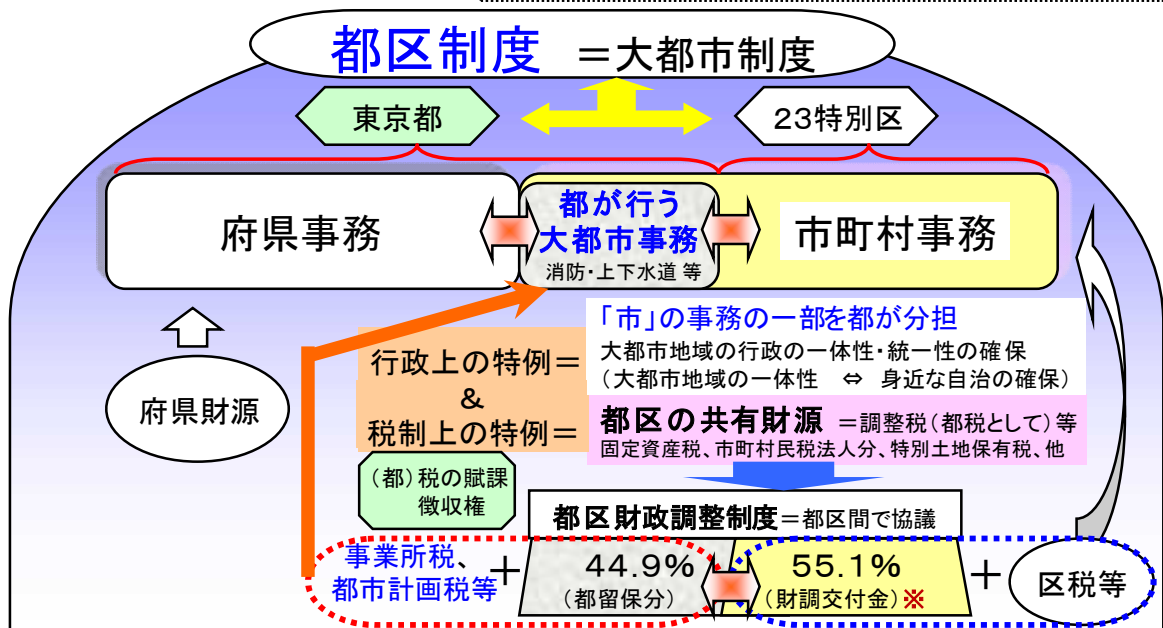 都区制度 =大都市制度
東京都
23特別区
府県事務
都が行う
大都市事務
消防・上下水道 等
市町村事務
「市」の事務の一部を都が分担
大都市地域の行政の一体性・統一性の確保
(大都市地域の一体性 ⇔ 身近な自治の確保)
行政上の特例=
&
税制上の特例=
府県財源
都区の共有財源 =調整税(都税として)等
固定資産税、市町村民税法人分、特別土地保有税、他
(都)税の賦課
徴収権
都区財政調整制度=都区間で協議
事業所税、
都市計画税等
+
44.9%
(都留保分)
55.1%
(財調交付金)※
+
区税等